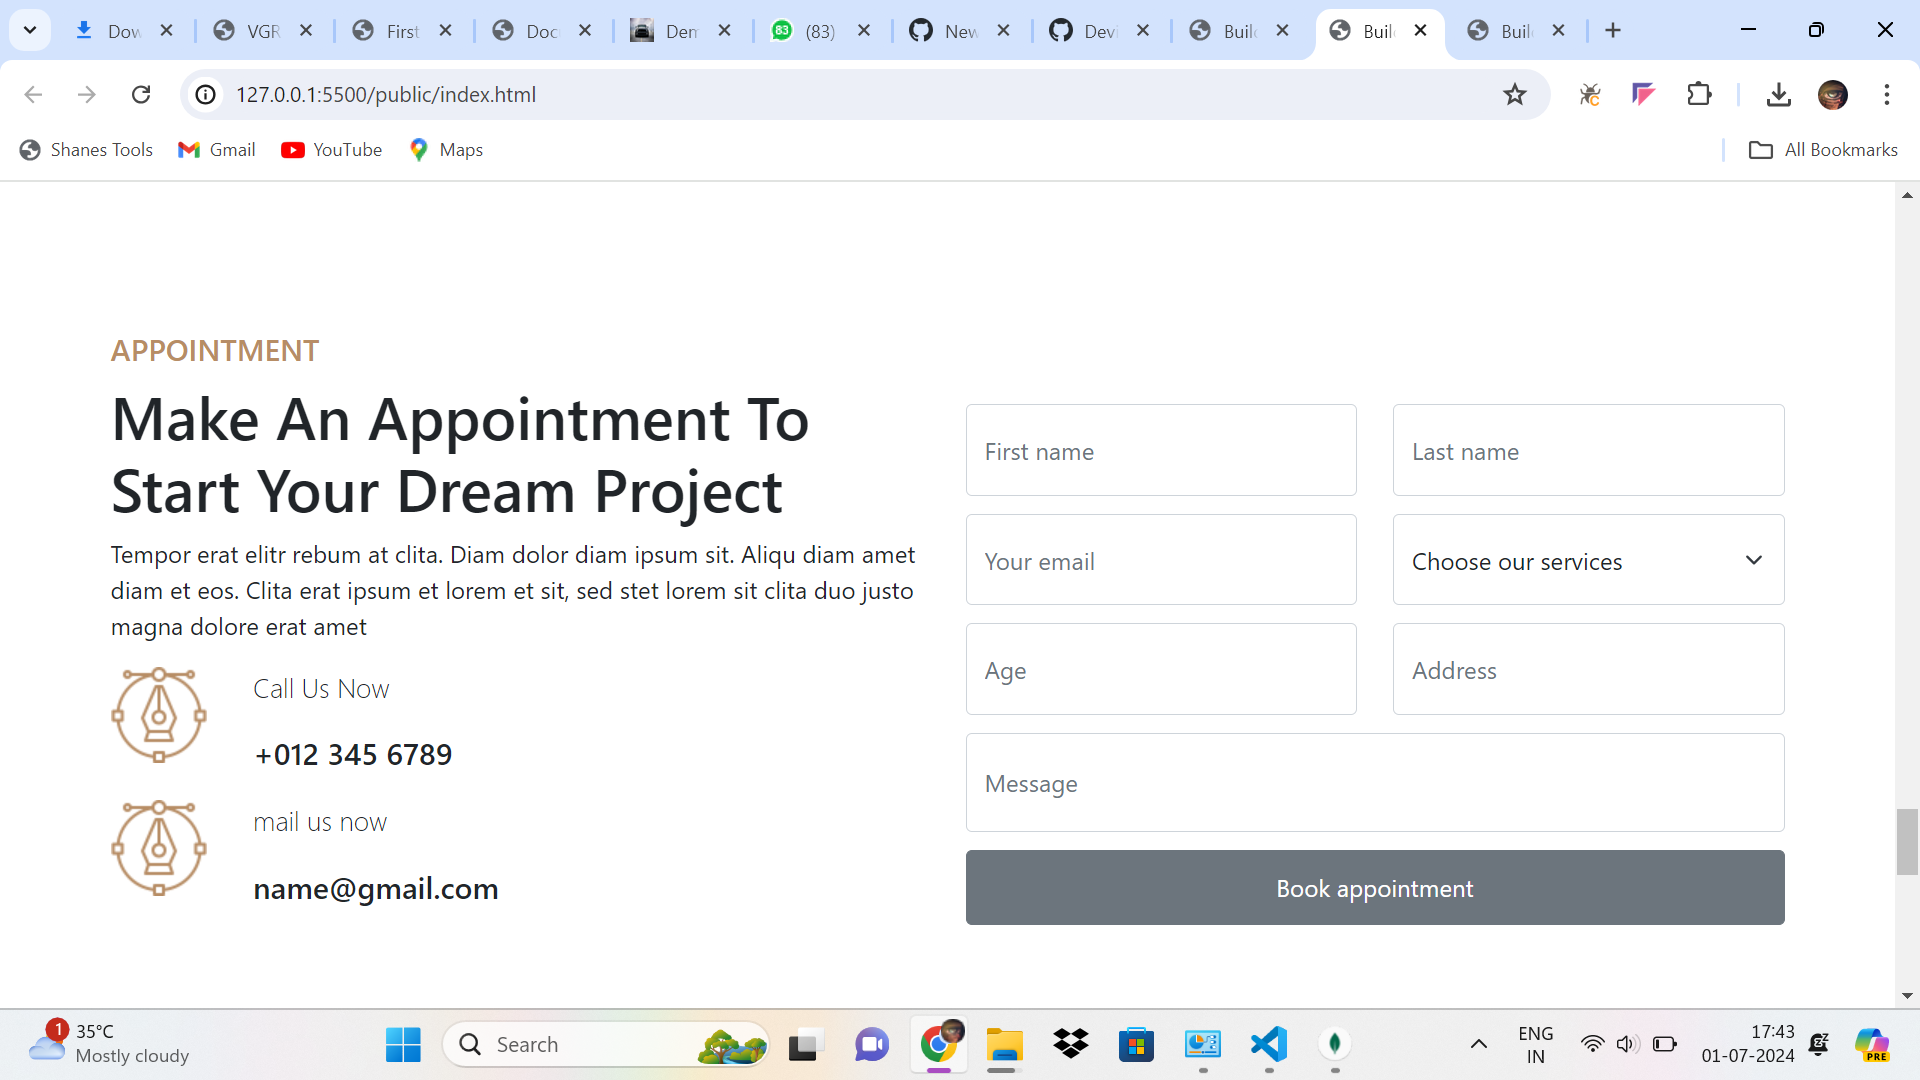 Dow
VGR
First
Doc
Den
83
(83)
New
Devi
Buil
Buil
Buil
127.0.0.1:5500/public/index.html
C
Shanes Tools
Gmail
YouTube
Maps
All Bookmarks
APPOINTMENT
Make An Appointment To
Start Your Dream Project
Tempor erat elitr rebum at clita. Diam dolor diam ipsum sit. Aliqu diam amet
diam et eos. Clita erat ipsum et lorem et sit, sed stet lorem sit clita duo justo
magna dolore erat amet
Call Us Now
+012 345 6789
mail us now
name@gmail.com
First name
Last name
Your email
Choose our services
Age
Address
Message
Book appointment
1
35°C
Mostly cloudy
Search
ENG
IN
17:43
01-07-2024
PRE